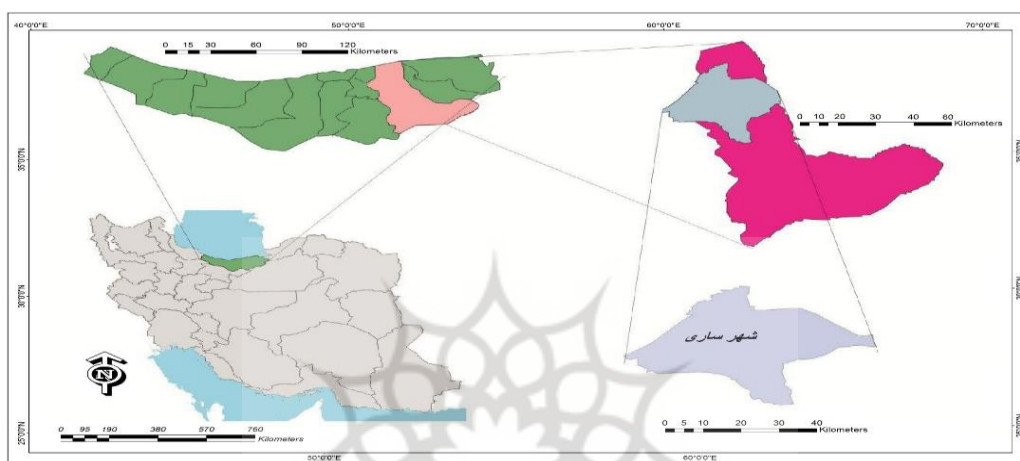 40°0'0"E 50°0'0"E 60°0'0"E 70°0'0"E
0 15 30 60 90 120
Kilometers
0 10 20 30 40 60
Kilometers
35°0'0"N
30°0'0"N
شهر ساری
N
0 95 190 380 570 760
Kilometers
0 5 10 20 30 40
Kilometers
25°0'0"N
50°0'0"E 60°0'0"E